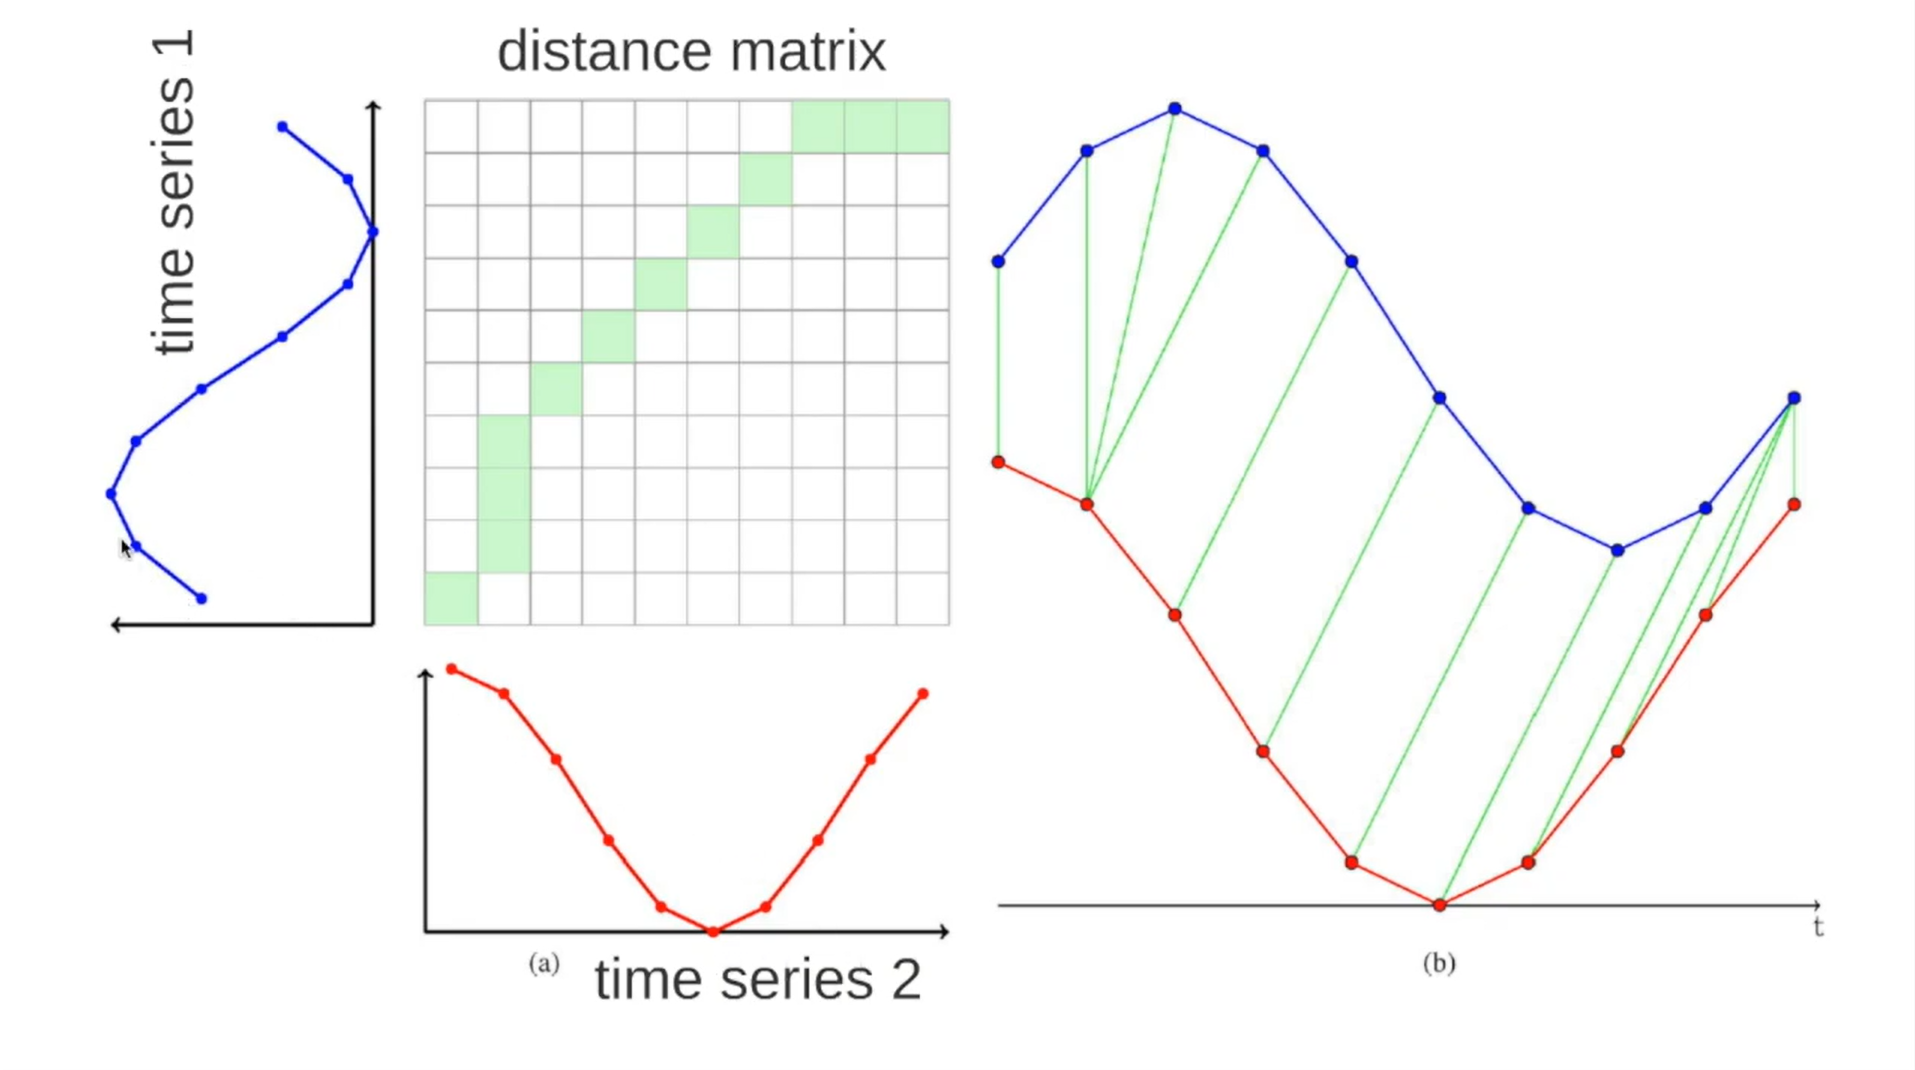 distance matrix
time series 1
(a)
time series 2
t
(b)